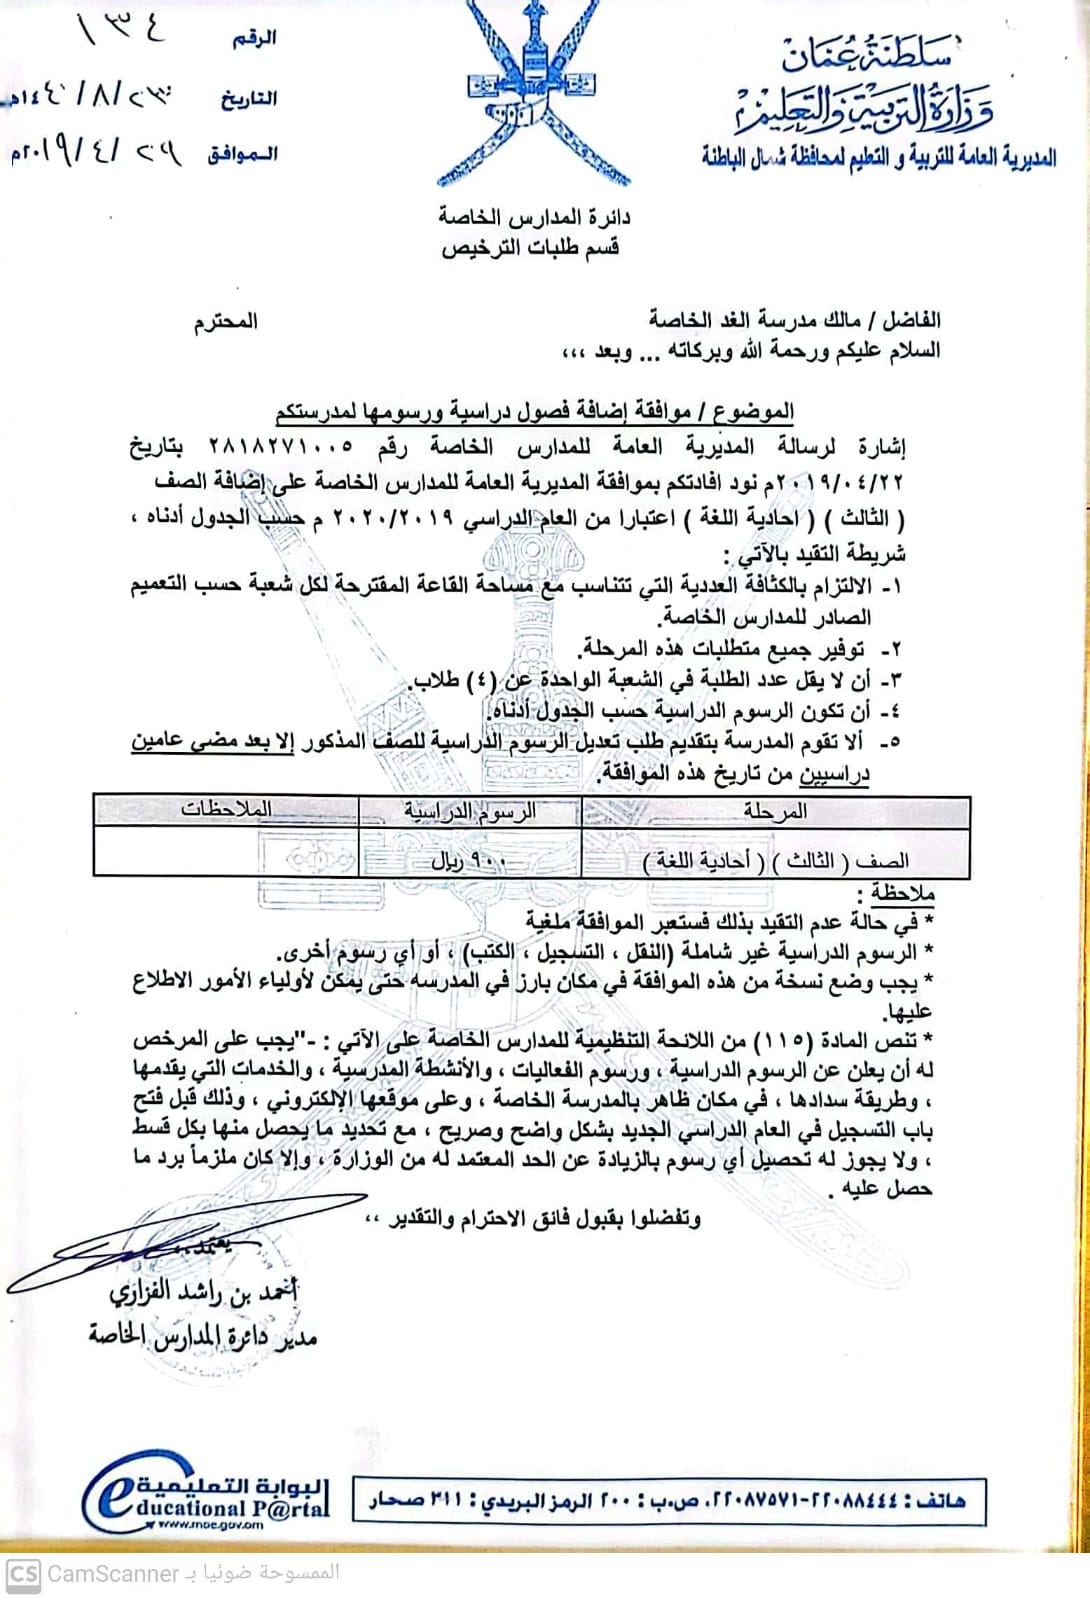 سلطنة عُمان
وزارة التربية والتعليم
المديرية العامة للتربية و التعليم لمحافظة شمال الباطنة
الرقم ١٣٤
التاريخ ٢٣/٨/١٤٤٠هـ
الموافق ٢٩/٤/٢٠١٩م
دائرة المدارس الخاصة
قسم طلبات الترخيص
الفاضل / مالك مدرسة الغد الخاصة المحترم
السلام عليكم ورحمة الله وبركاته ... وبعد ،،،
الموضوع / موافقة إضافة فصول دراسية ورسومها لمدرستكم
إشارة لرسالة المديرية العامة للمدارس الخاصة رقم ٢٨١٨٢٧١٠٠٥ بتاريخ
٢٠١٩/٠٤/٢٢م نود افادتكم بموافقة المديرية العامة للمدارس الخاصة على إضافة الصف
( الثالث ) ( احادية اللغة ) اعتبارا من العام الدراسي ٢٠٢٠/٢٠١٩ م حسب الجدول أدناه ،
شريطة التقيد بالآتي :
١- الالتزام بالكثافة العددية التي تتناسب مع مساحة القاعة المقترحة لكل شعبة حسب التعميم
الصادر للمدارس الخاصة.
٢- توفير جميع متطلبات هذه المرحلة.
٣- أن لا يقل عدد الطلبة في الشعبة الواحدة عن (٤) طلاب.
٤- أن تكون الرسوم الدراسية حسب الجدول أدناه.
٥- ألا تقوم المدرسة بتقديم طلب تعديل الرسوم الدراسية للصف المذكور إلا بعد مضي عامين
دراسيين من تاريخ هذه الموافقة.
المرحلة الرسوم الدراسية الملاحظات
الصف ( الثالث ) ( أحادية اللغة ) ٩٠٠ ريال
ملاحظة :
* في حالة عدم التقيد بذلك فستعبر الموافقة ملغية
* الرسوم الدراسية غير شاملة (النقل ، التسجيل ، الكتب) ، أو أي رسوم أخرى.
* يجب وضع نسخة من هذه الموافقة في مكان بارز في المدرسه حتى يمكن لأولياء الأمور الاطلاع
عليها.
* تنص المادة (١١٥) من اللائحة التنظيمية للمدارس الخاصة على الآتي : -"يجب على المرخص
له أن يعلن عن الرسوم الدراسية ، ورسوم الفعاليات ، والأنشطة المدرسية ، والخدمات التي يقدمها
، وطريقة سدادها ، في مكان ظاهر بالمدرسة الخاصة ، وعلى موقعها الإلكتروني ، وذلك قبل فتح
باب التسجيل في العام الدراسي الجديد بشكل واضح وصريح ، مع تحديد ما يحصل منها بكل قسط
، ولا يجوز له تحصيل أي رسوم بالزيادة عن الحد المعتمد له من الوزارة ، وإلا كان ملزماً برد ما
حصل عليه .
وتفضلوا بقبول فائق الاحترام والتقدير ،،
يعتمد،،
أحمد بن راشد الفزاري
مدير دائرة المدارس الخاصة
البوابة التعليمية
educational P@rtal
www.moe.gov.om
هاتف : ٢٢٠٨٨٤٤٤-٢٢٠٨٧٥٧١، ص.ب : ٢٠٠ الرمز البريدي : ٣١١ صحار
CS CamScanner الممسوحة ضوئيا بـ